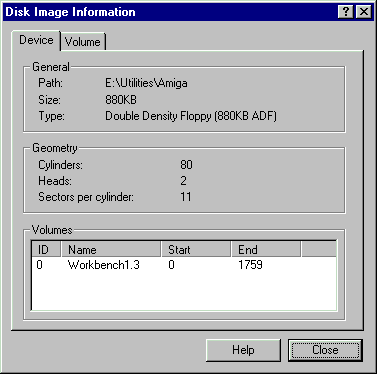 Disk Image Information
Device Volume
General
Path: E:\Utilities\Amiga
Size: 880KB
Type: Double Density Floppy (880KB ADF)
Geometry
Cylinders: 80
Heads: 2
Sectors per cylinder: 11
Volumes
ID Name Start End
0 Workbench1.3 0 1759
Help Close